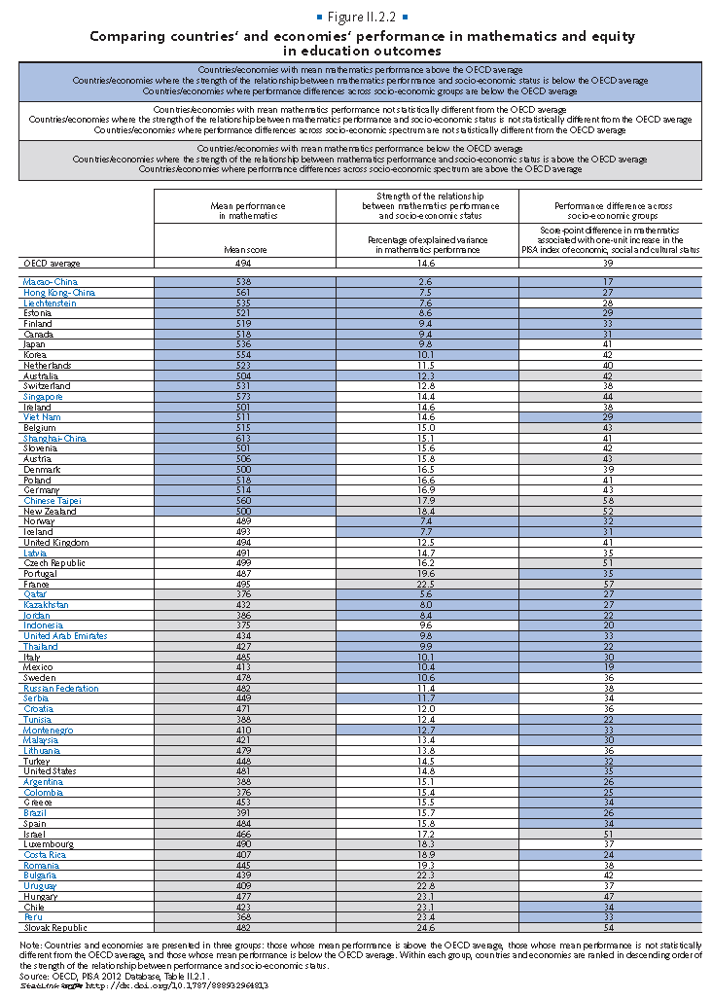 Figure II.2.2
Comparing countries' and economies' performance in mathematics and equity
in education outcomes
Countries/economies with mean mathematics performance above the OECD average
Countries/economies where the strength of the relationship between mathematics performance and socio-economic status is below the OECD average
Countries/economies where performance differences across socio-economic groups are below the OECD average
Countries/economies with mean mathematics performance not statistically different from the OECD average
Countries/economies where the strength of the relationship between mathematics performance and socio-economic status is not statistically different from the OECD average
Countries/economies where performance differences across socio-economic spectrum are not statistically different from the OECD average
Countries/economies with mean mathematics performance below the OECD average
Countries/economies where the strength of the relationship between mathematics performance and socio-economic status is above the OECD average
Countries/economies where performance differences across socio-economic spectrum are above the OECD average
Mean performance
in mathematics
Strength of the relationship
between mathematics performance
and socio-economic status
Performance difference across
socio-economic groups
Mean score
Percentage of explained variance
in mathematics performance
Score-point difference in mathematics
associated with one-unit increase in the
PISA index of economic, social and cultural status
OECD average 494 14.6 39
Macao-China 538 2.6 17
Hong Kong-China 561 7.5 27
Liechtenstein 535 7.6 28
Estonia 521 8.6 29
Finland 519 9.4 33
Canada 518 9.4 31
Japan 536 9.8 41
Korea 554 10.1 42
Netherlands 523 11.5 40
Australia 504 12.3 42
Switzerland 531 12.8 38
Singapore 573 14.4 44
Ireland 501 14.6 38
Viet Nam 511 14.6 29
Belgium 515 15.0 43
Shanghai-China 613 15.1 41
Slovenia 501 15.6 42
Austria 506 15.8 43
Denmark 500 16.5 39
Poland 518 16.6 41
Germany 514 16.9 43
Chinese Taipei 560 17.9 58
New Zealand 500 18.4 52
Norway 489 7.4 32
Iceland 493 7.7 31
United Kingdom 494 12.5 41
Latvia 491 14.7 35
Czech Republic 499 16.2 51
Portugal 487 19.6 35
France 495 22.5 57
Qatar 376 5.6 27
Kazakhstan 432 8.0 27
Jordan 386 8.4 22
Indonesia 375 9.6 20
United Arab Emirates 434 9.8 33
Thailand 427 9.9 22
Italy 485 10.1 30
Mexico 413 10.4 19
Sweden 478 10.6 36
Russian Federation 482 11.4 38
Serbia 449 11.7 34
Croatia 471 12.0 36
Tunisia 388 12.4 22
Montenegro 410 12.7 33
Malaysia 421 13.4 30
Lithuania 479 13.8 36
Turkey 448 14.5 32
United States 481 14.8 35
Argentina 388 15.1 26
Colombia 376 15.4 25
Greece 453 15.5 34
Brazil 391 15.7 26
Spain 484 15.8 34
Israel 466 17.2 51
Luxembourg 490 18.3 37
Costa Rica 407 18.9 24
Romania 445 19.3 38
Bulgaria 439 22.3 42
Uruguay 409 22.8 37
Hungary 477 23.1 47
Chile 423 23.1 34
Peru 368 23.4 33
Slovak Republic 482 24.6 54
Note: Countries and economies are presented in three groups: those whose mean performance is above the OECD average, those whose mean performance is not statistically
different from the OECD average, and those whose mean performance is below the OECD average. Within each group, countries and economies are ranked in descending order of
the strength of the relationship between performance and socio-economic status.
Source: OECD, PISA 2012 Database, Table II.2.1.
StatLink http://dx.doi.org/10.1787/888932964813